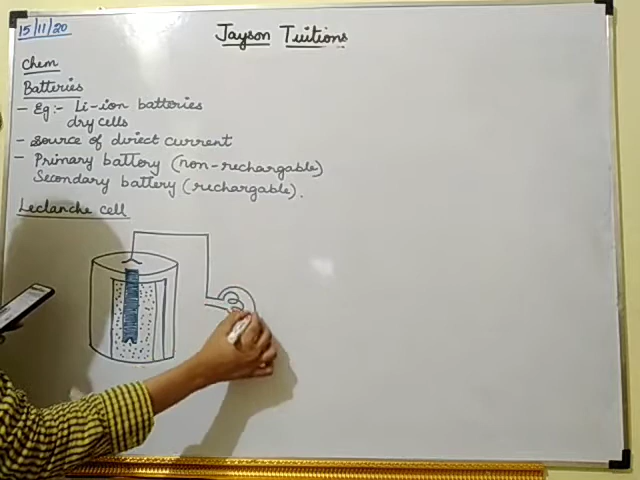 15/11/20
Jayson Tuitions
Chem
Batteries
- Eg:- Li-ion batteries
dry cells
- source of direct current
- Primary battery (non-rechargable)
Secondary battery (rechargable).
Leclanche cell